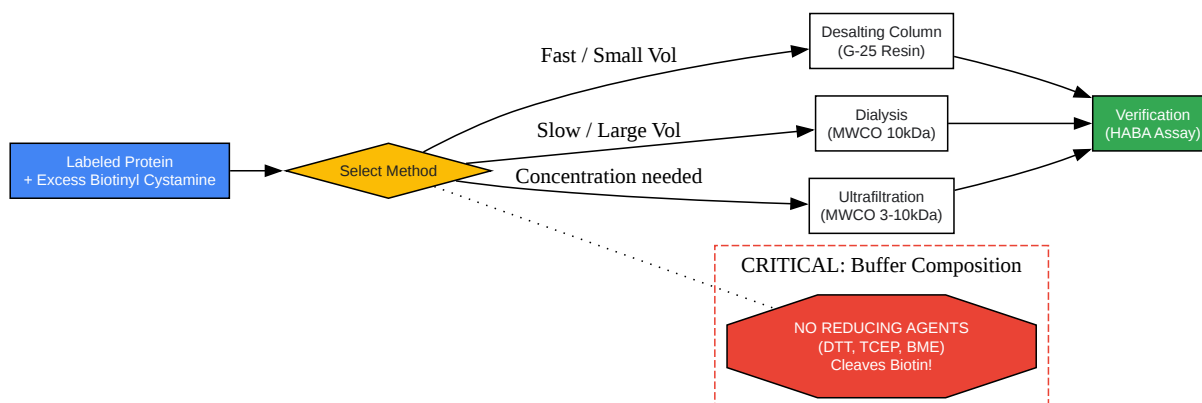 Labeled Protein
+ Excess Biotinyl Cystamine
Select Method
Fast / Small Vol
Slow / Large Vol
Concentration needed
Desalting Column
(G-25 Resin)
Dialysis
(MWCO 10kDa)
Ultrafiltration
(MWCO 3-10kDa)
Verification
(HABA Assay)
CRITICAL: Buffer Composition
NO REDUCING AGENTS
(DTT, TCEP, BME)
Cleaves Biotin!